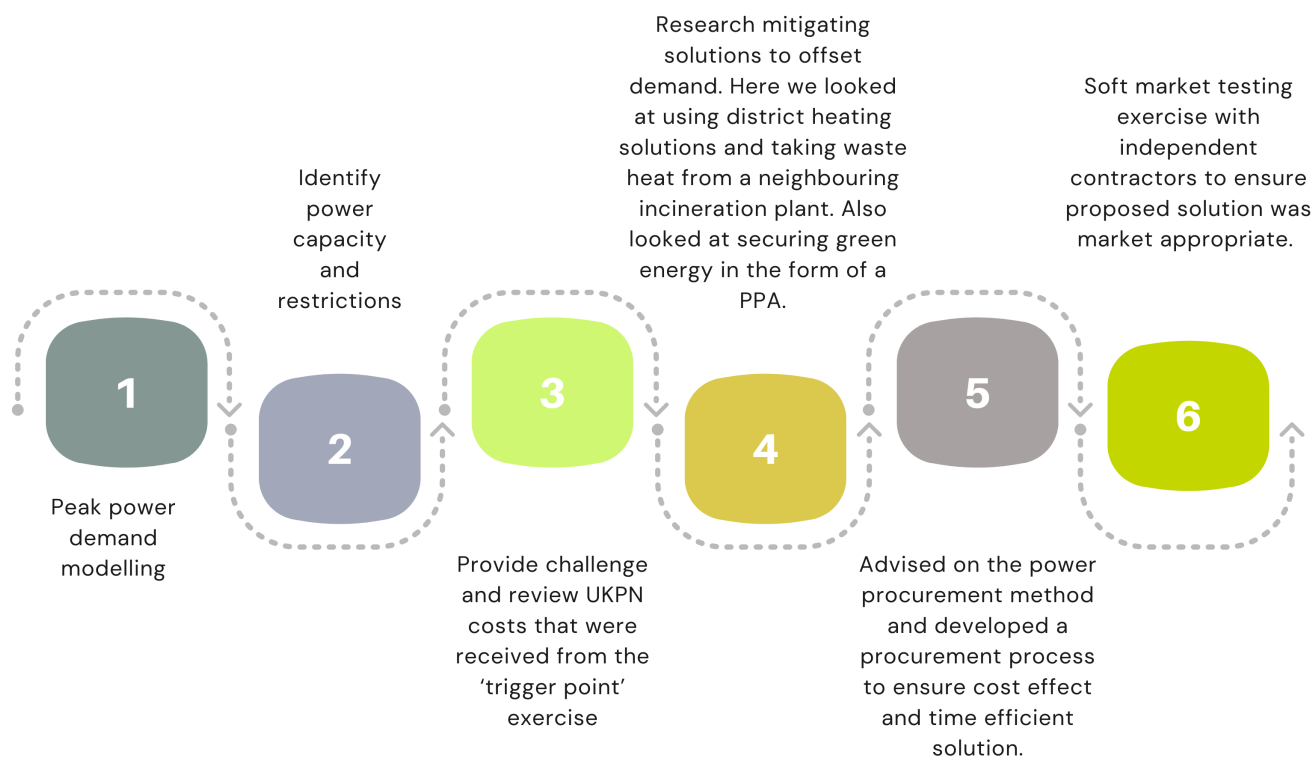 1
Peak power
demand
modelling
Identify
power
capacity
and
restrictions
2
3
Provide challenge
and review UKPN
costs that were
received from the
‘trigger point’
exercise
Research mitigating
solutions to offset
demand. Here we looked
at using district heating
solutions and taking waste
heat from a neighbouring
incineration plant. Also
looked at securing green
energy in the form of a
PPA.
4
5
Advised on the power
procurement method
and developed a
procurement process
to ensure cost effect
and time efficient
solution.
Soft market testing
exercise with
independent
contractors to ensure
proposed solution was
market appropriate.
6